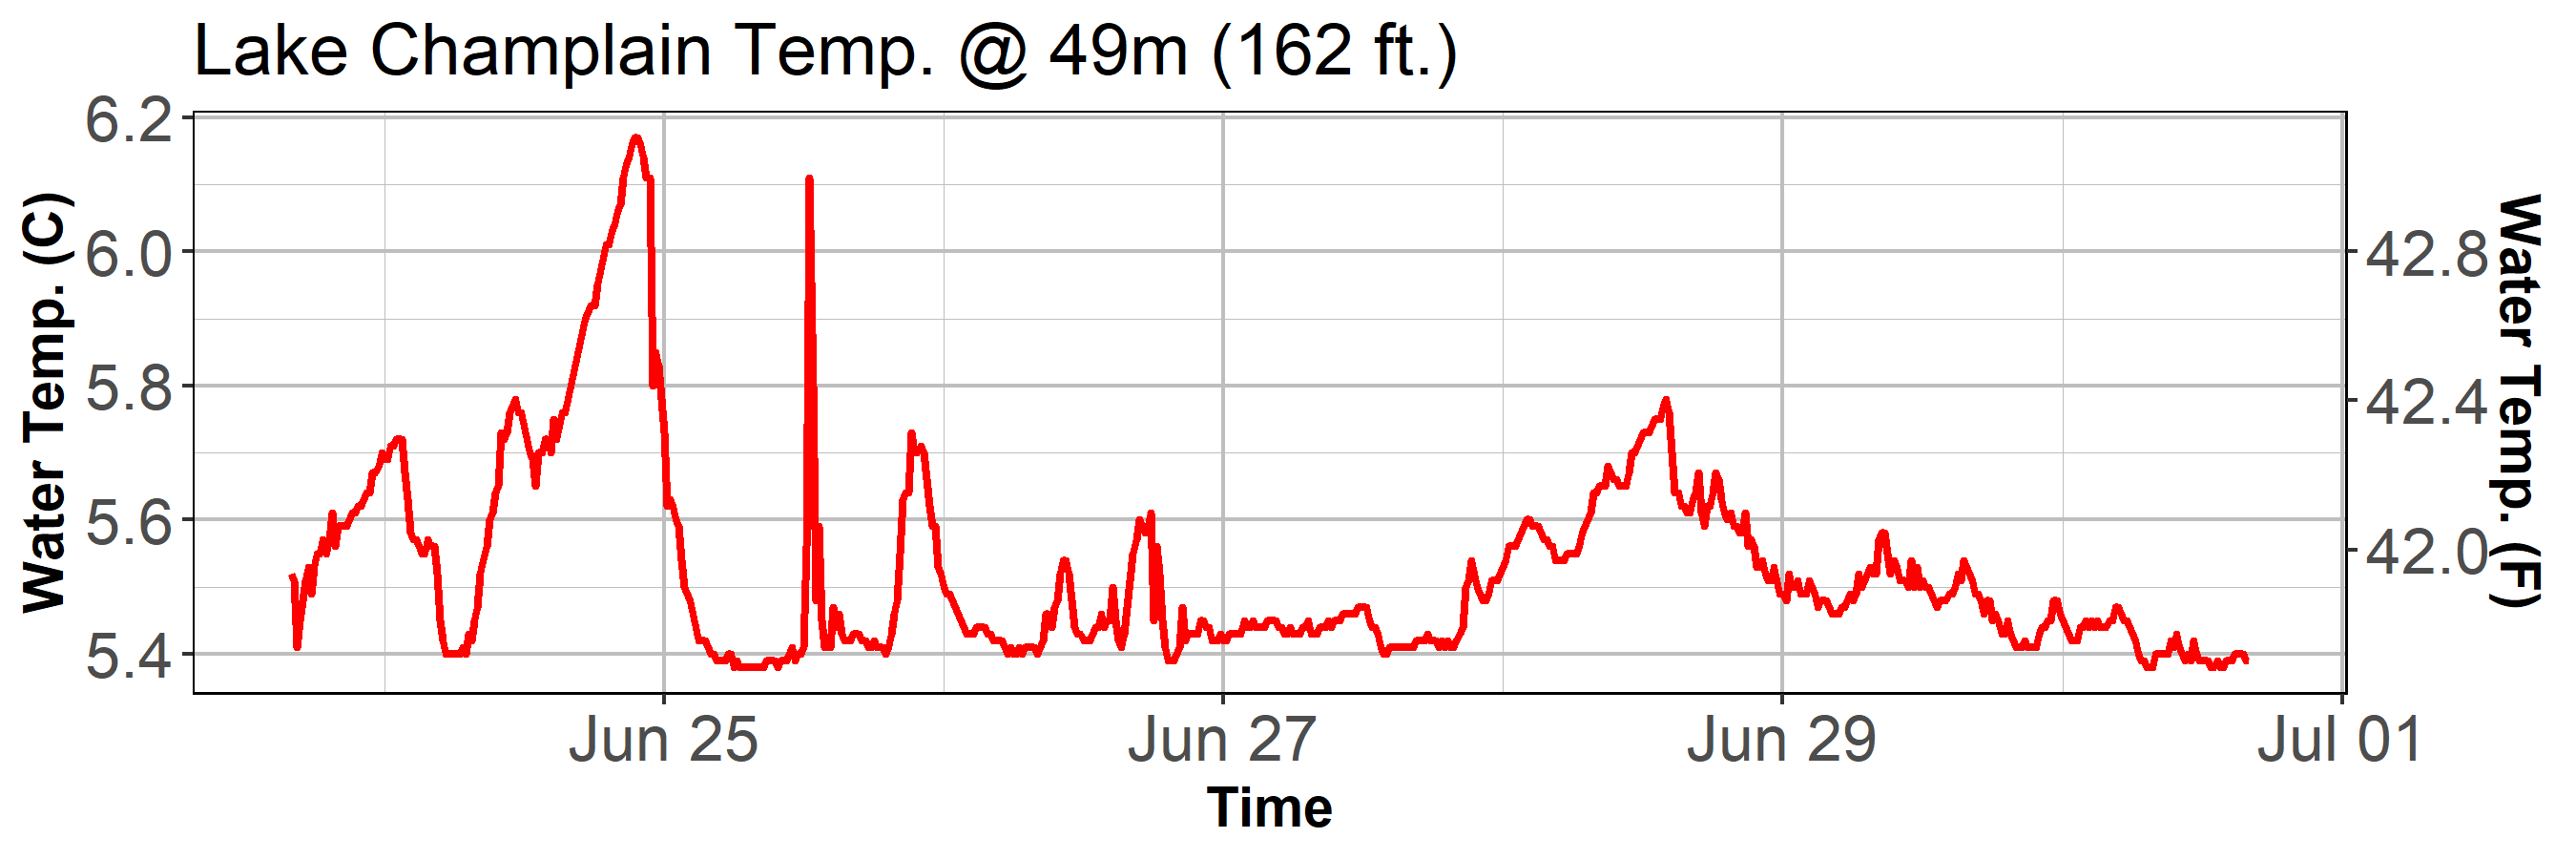 Lake Champlain Temp. @ 49m (162 ft.)
Water Temp. (C)
6.2
6.0
5.8
5.6
5.4
42.8
42.4
42.0
Water Temp. (F)
Jun 25
Jun 27
Jun 29
Jul 01
Time